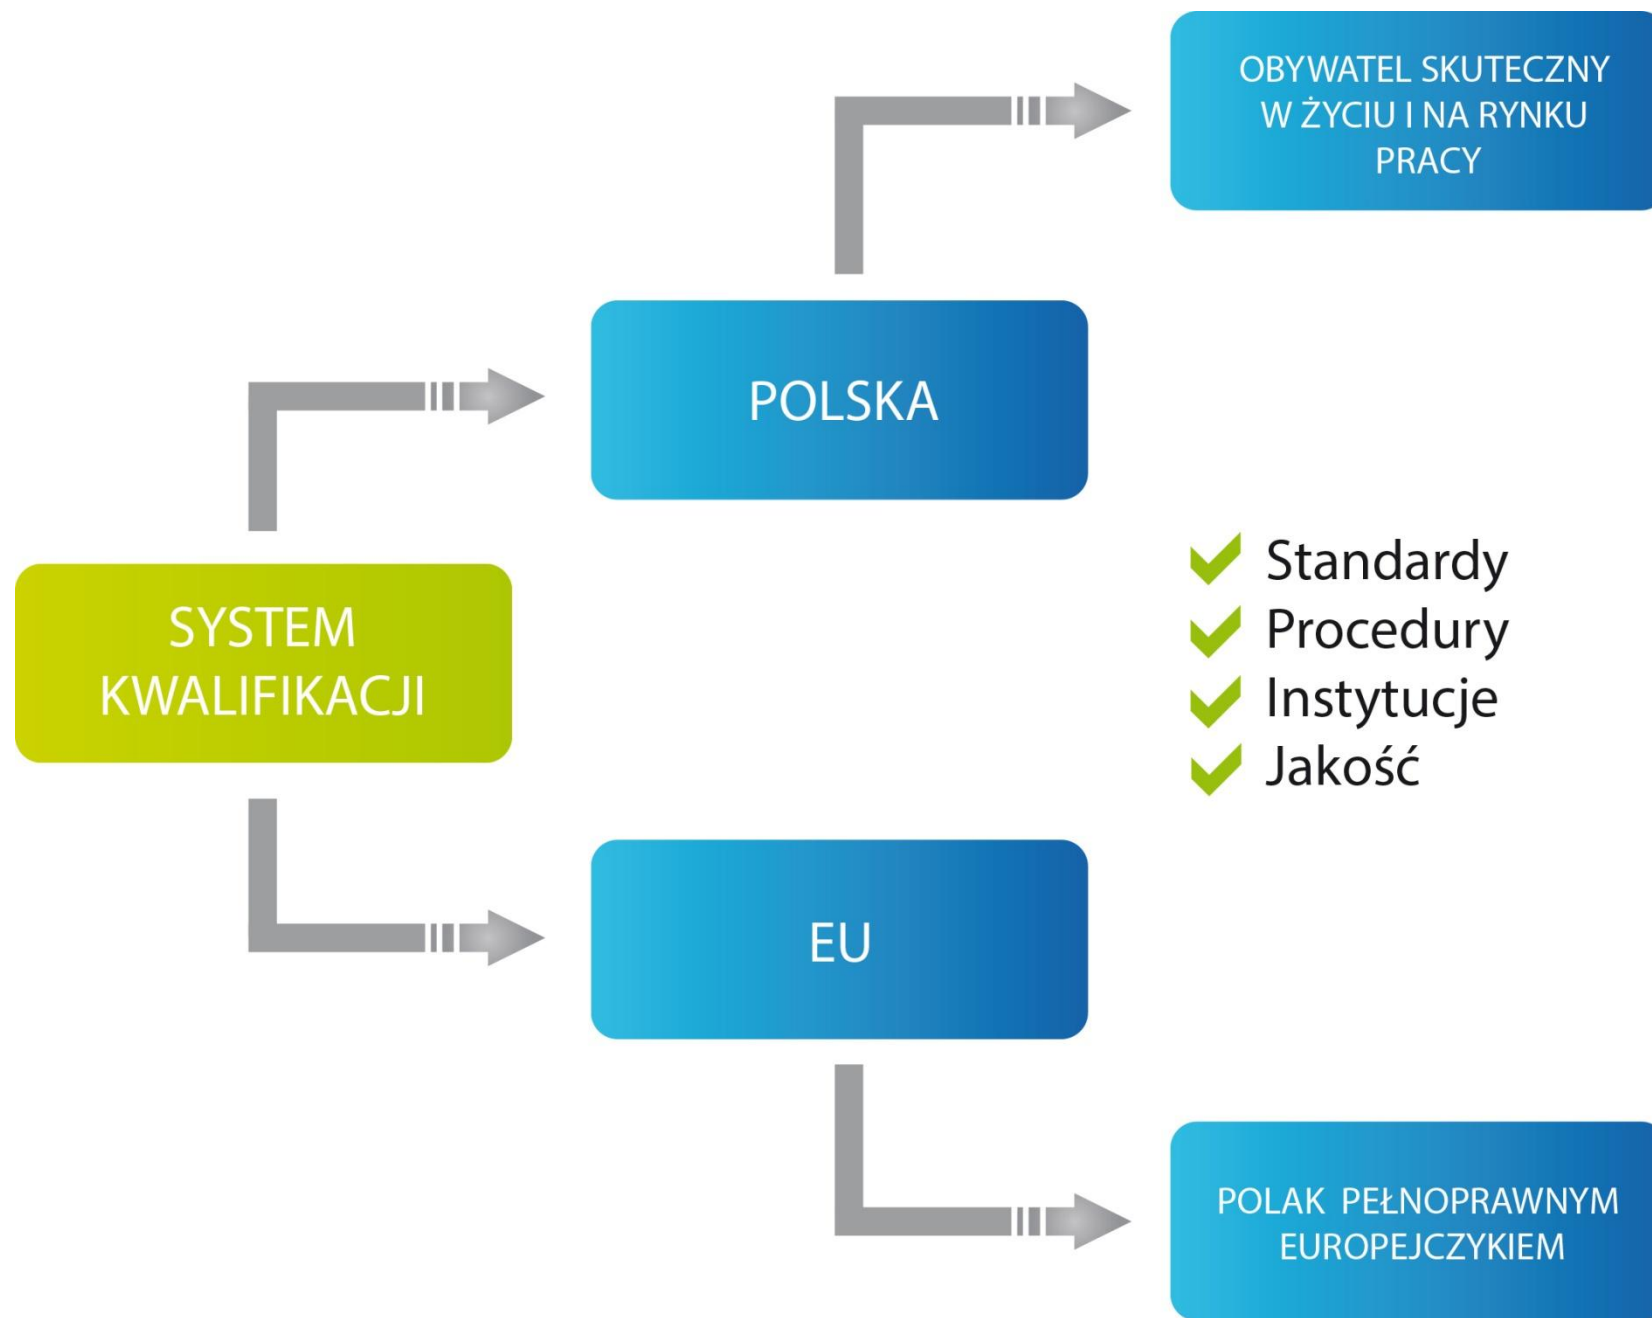 OBYWATEL SKUTECZNY
W ŻYCIU I NA RYNKU
PRACY
POLSKA
SYSTEM
KWALIFIKACJI
Standardy
Procedury
Instytucje
Jakość
EU
POLAK PEŁNOPRAWNYM
EUROPEJCZYKIEM